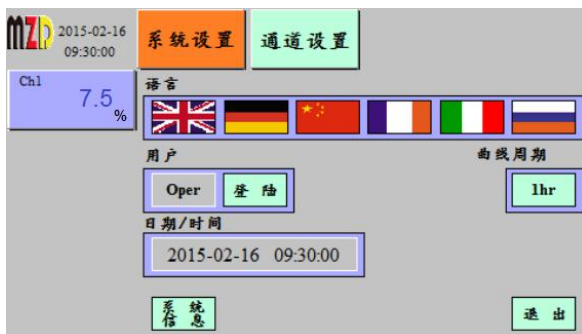 MZD
2015-02-16
09:30:00
系统设置
通道设置
Ch1
7.5
%
语言
用户
曲线周期
Oper
登陆
1hr
日期/时间
2015-02-16 09:30:00
系统
信息
退出